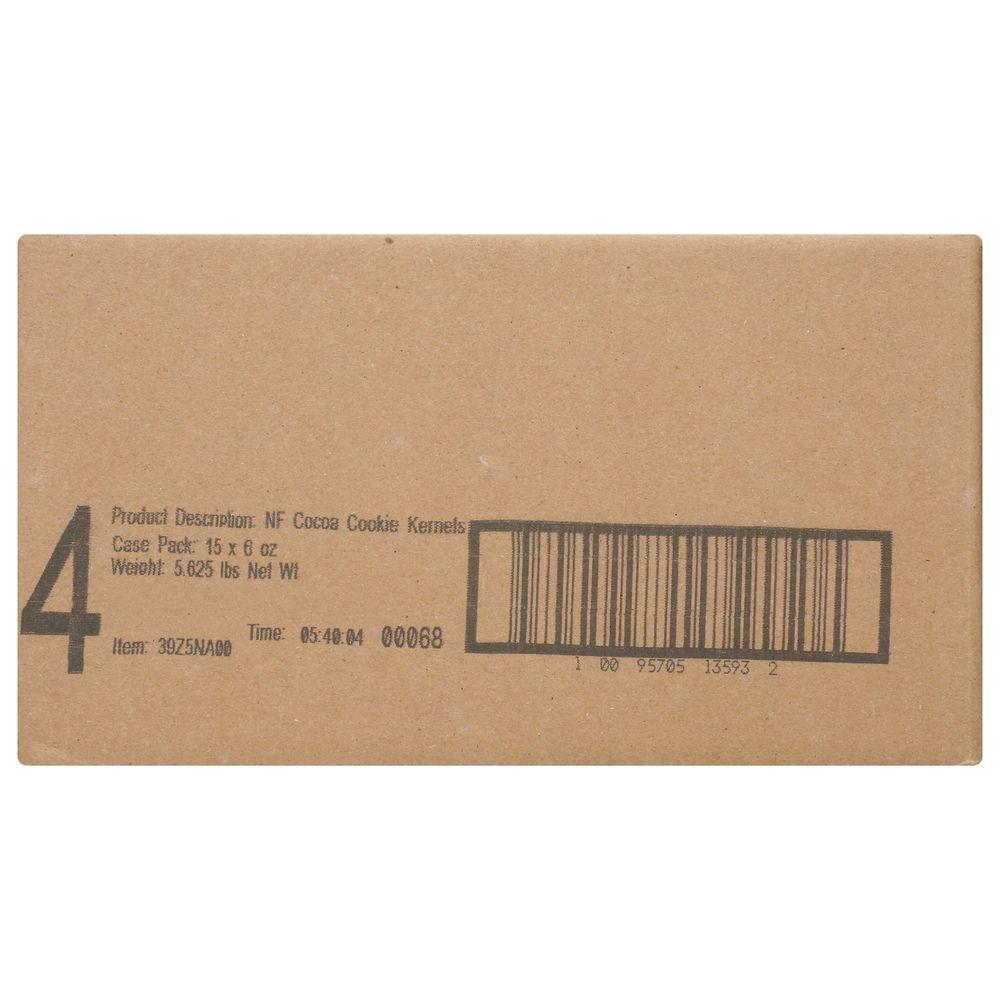 4
Product Description: NF Cocoa Cookie Kernels
Case Pack: 15 x 6 oz
Weight: 5.625 lbs Net Wt
Item: 39Z5NA00 Time: 05:40:04 00068
1 00 95705 13593 2